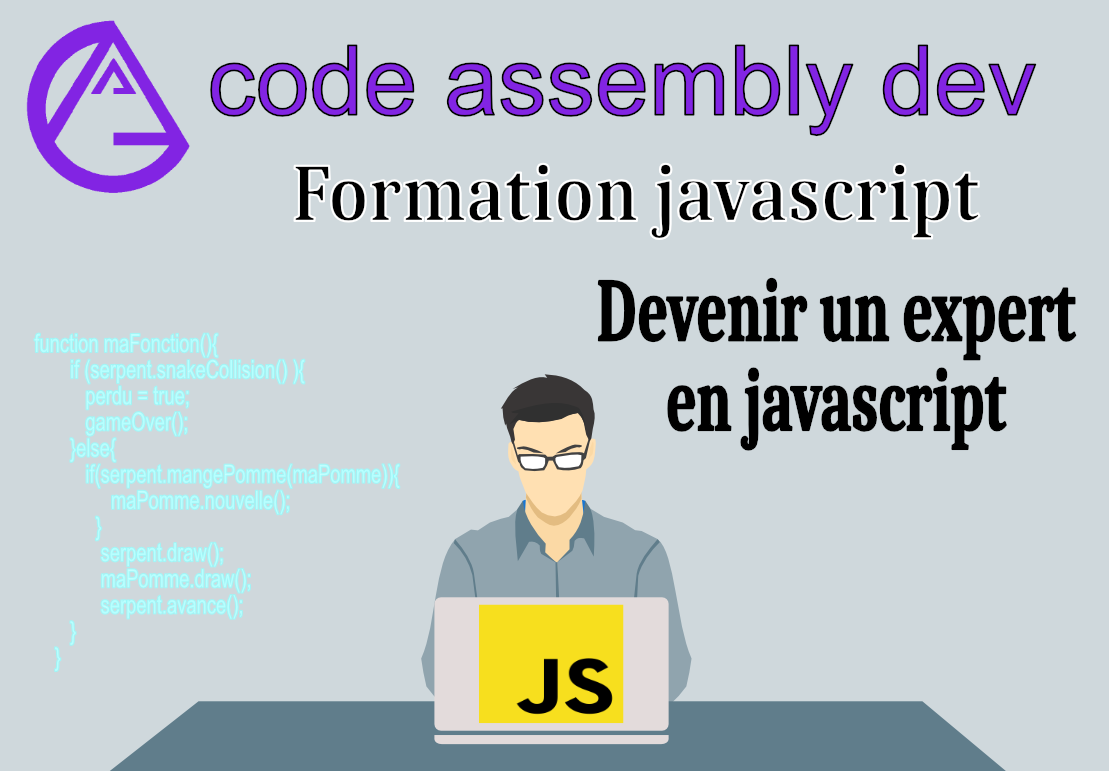 code assembly dev
Formation javascript
Devenir un expert
en javascript
function maFonction(){
if (serpent.snakeCollision() ){
perdu = true;
gameOver();
}else{
if(serpent.mangePomme(maPomme)){
maPomme.nouvelle();
}
serpent.draw();
maPomme.draw();
serpent.avance();
}
}
JS